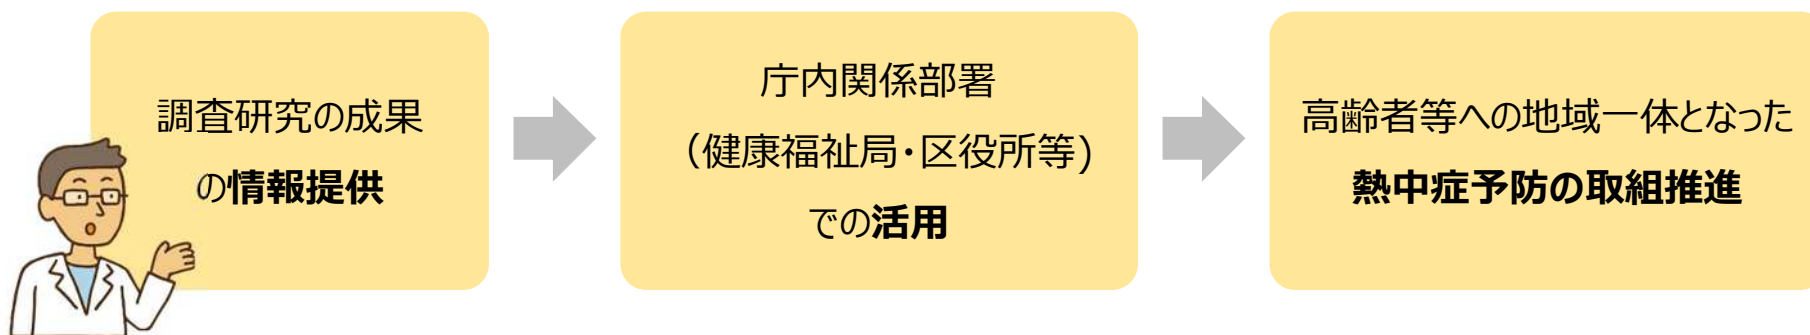 調査研究の成果
の情報提供
庁内関係部署
（健康福祉局・区役所等)
での活用
高齢者等への地域一体となった
熱中症予防の取組推進